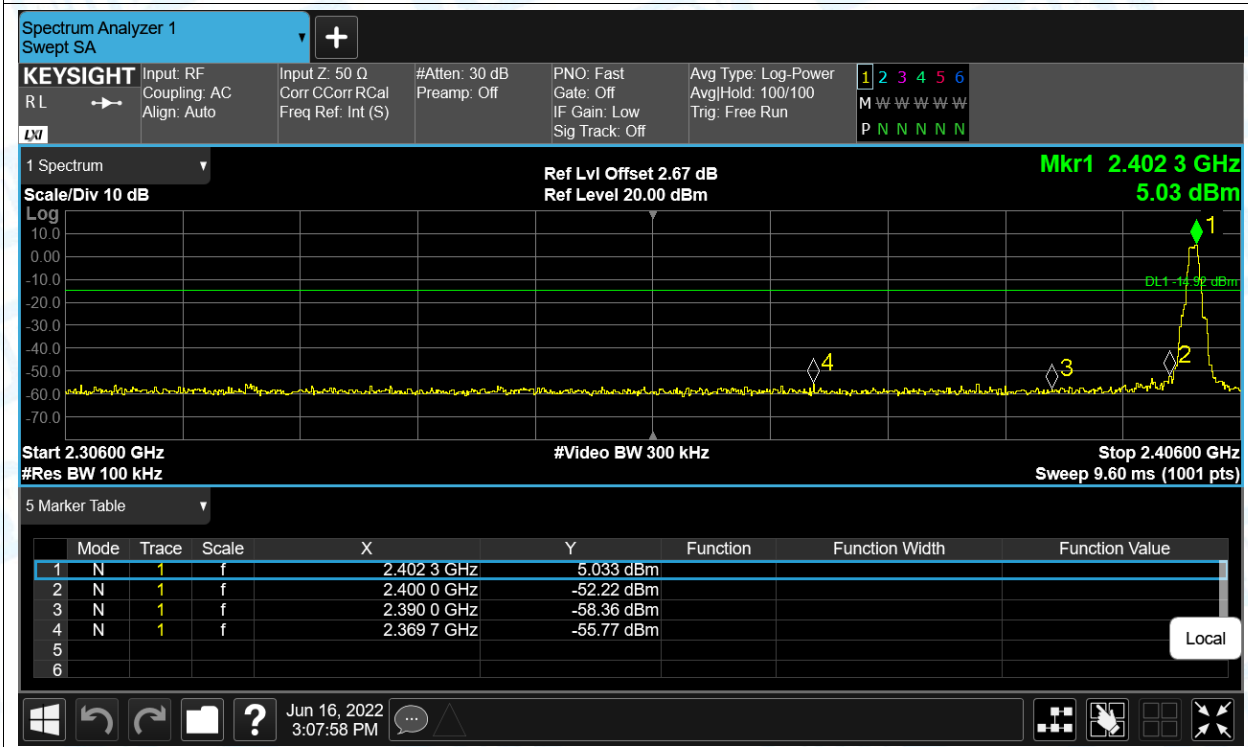 Spectrum Analyzer 1
Swept SA
KEYSIGHT
RL
LXI
Input: RF
Coupling: AC
Align: Auto
Input Z: 50 Ω
Corr CCorr RCal
Freq Ref: Int (S)
#Atten: 30 dB
Preamp: Off
PNO: Fast
Gate: Off
IF Gain: Low
Sig Track: Off
Avg Type: Log-Power
Avg|Hold: 100/100
Trig: Free Run
1 2 3 4 5 6
M W W W W W
P N N N N N
1 Spectrum
Scale/Div 10 dB
Ref Lvl Offset 2.67 dB
Ref Level 20.00 dBm
Mkr1 2.402 3 GHz
5.03 dBm
Log
10.0
0.00
-10.0
-20.0
-30.0
-40.0
-50.0
-60.0
-70.0
1
DL1 -14.92 dBm
2
3
4
Start 2.30600 GHz
#Res BW 100 kHz
#Video BW 300 kHz
Stop 2.40600 GHz
Sweep 9.60 ms (1001 pts)
5 Marker Table
Mode Trace Scale X Y Function Function Width Function Value
1 N 1 f 2.402 3 GHz 5.033 dBm
2 N 1 f 2.400 0 GHz -52.22 dBm
3 N 1 f 2.390 0 GHz -58.36 dBm
4 N 1 f 2.369 7 GHz -55.77 dBm
5
6
Local
?
Jun 16, 2022
3:07:58 PM